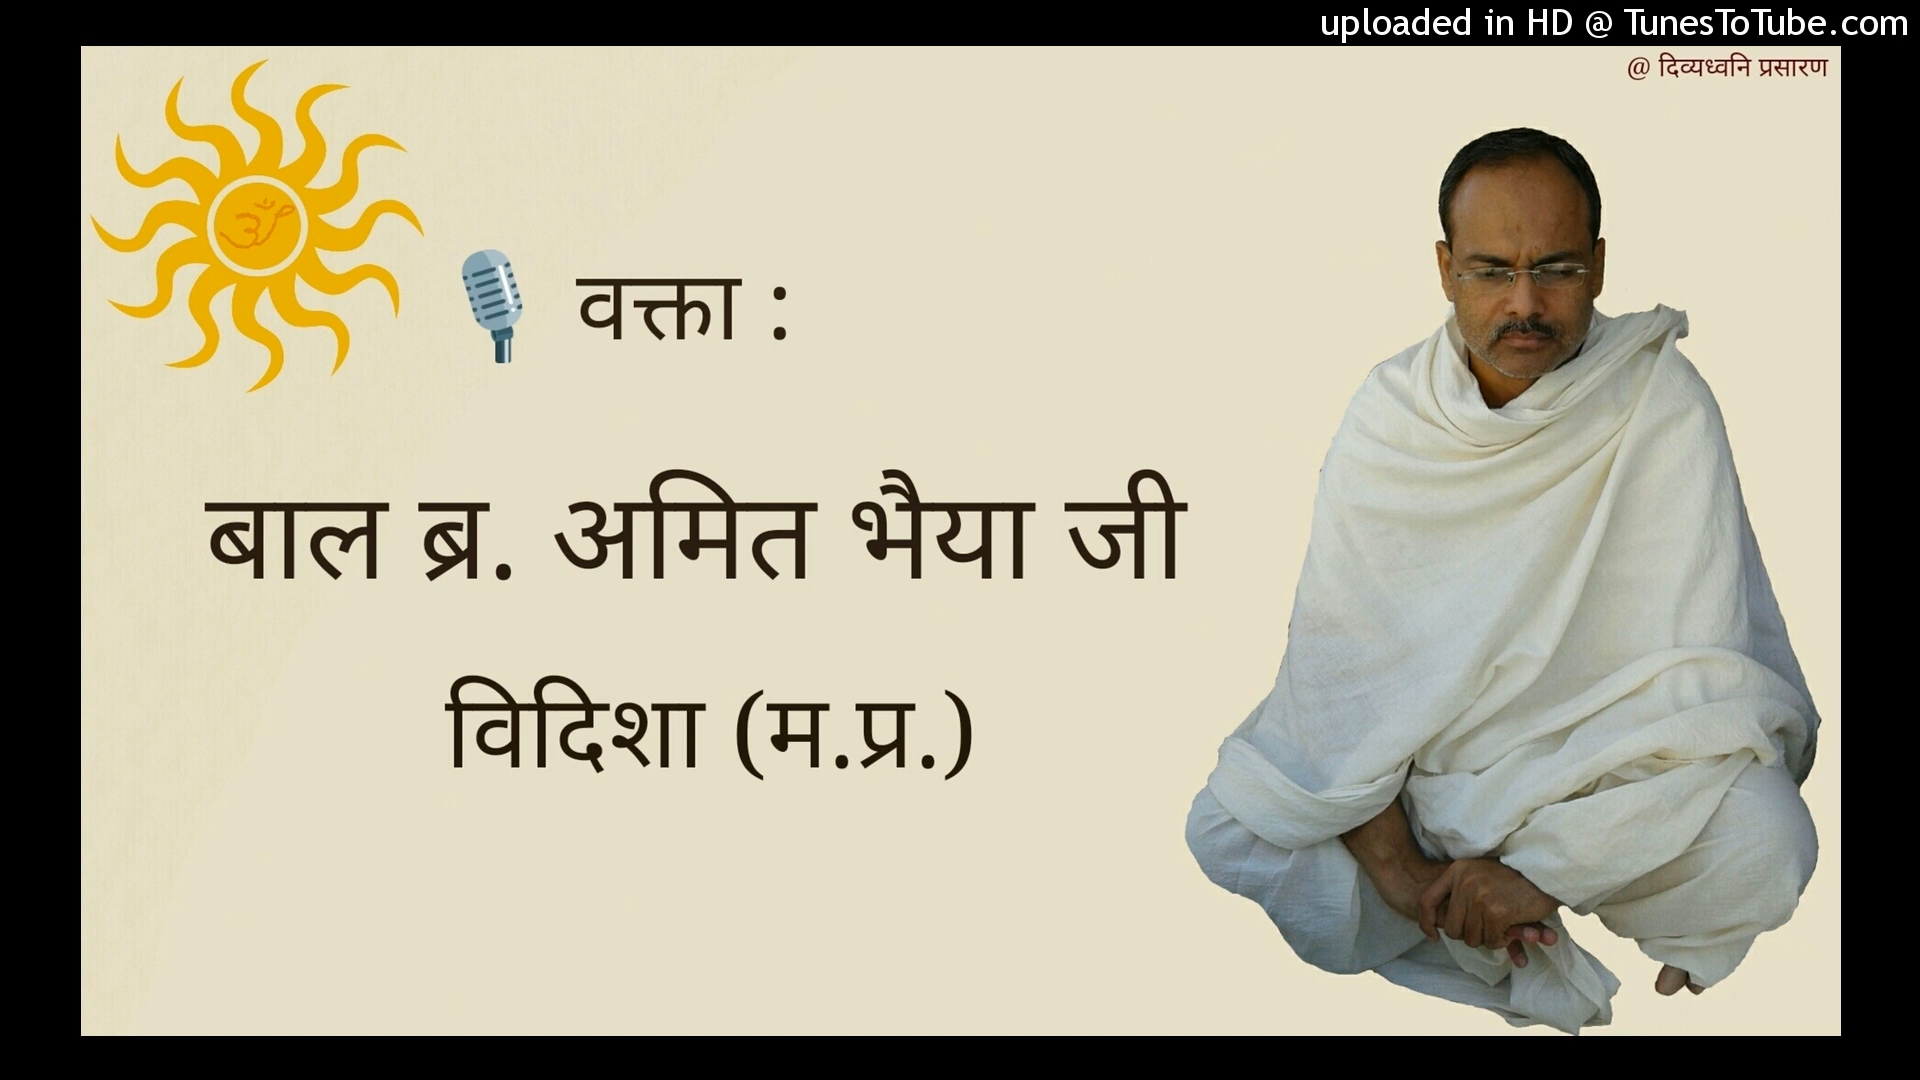 uploaded in HD @ TunesToTube.com
@ दिव्यध्वनि प्रसारण
ॐ
वक्ता :
बाल ब्र. अमित भैया जी
विदिशा (म.प्र.)